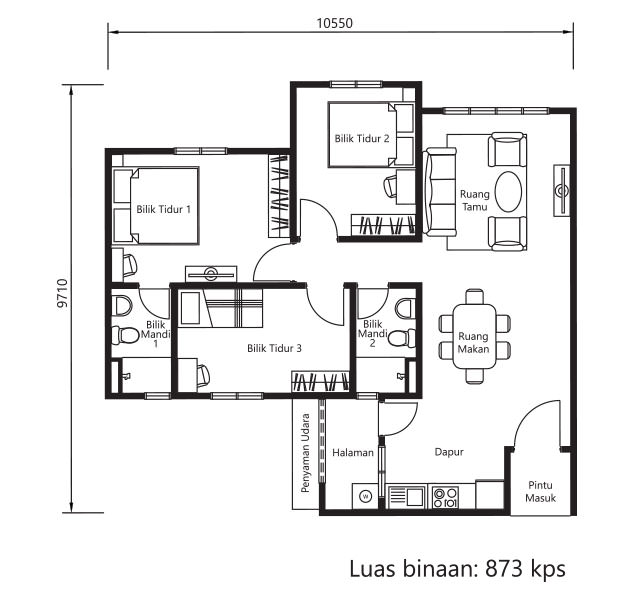 10550
9710
Bilik Tidur 2
Bilik Tidur 1
Ruang
Tamu
Bilik
Mandi
1
Bilik Tidur 3
Bilik
Mandi
2
Ruang
Makan
Penyaman Udara
Halaman
Dapur
Pintu
Masuk
W
Luas binaan: 873 kps